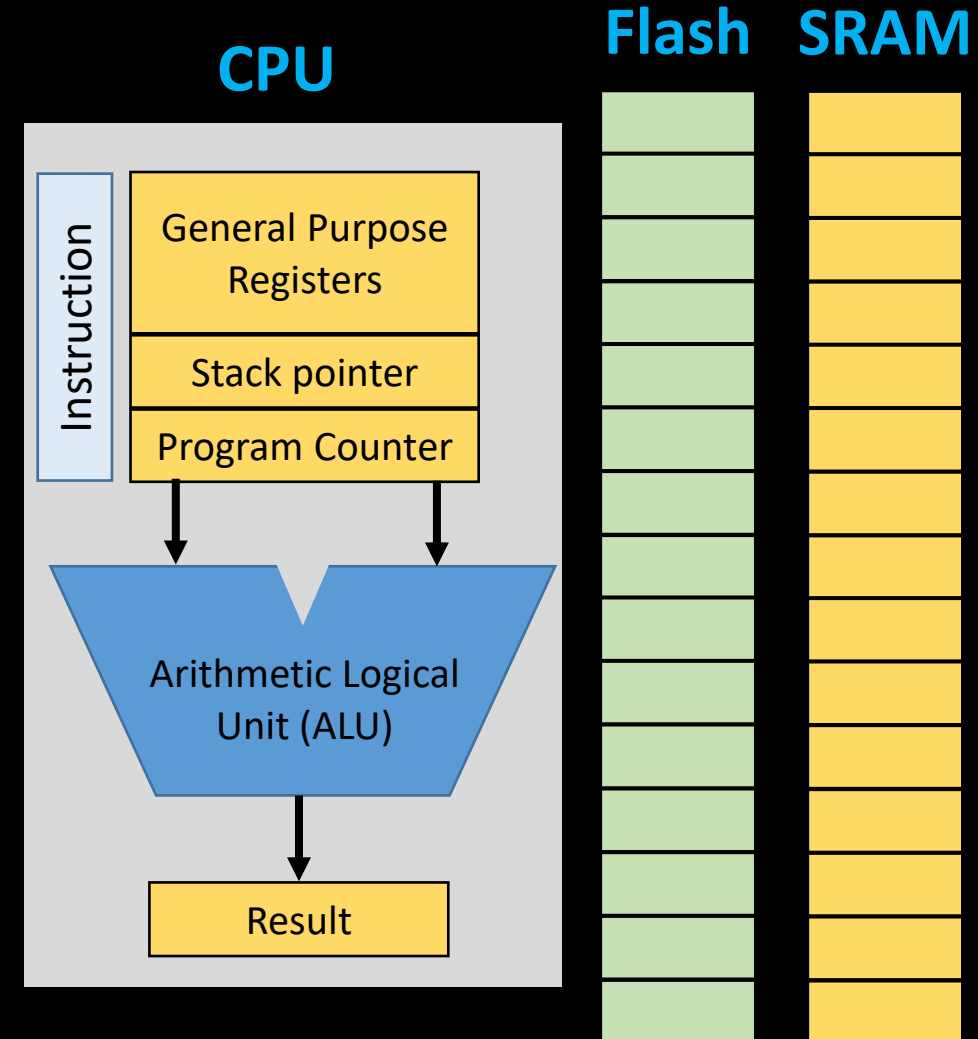 CPU
Flash
SRAM
Instruction
General Purpose
Registers
Stack pointer
Program Counter
Arithmetic Logical
Unit (ALU)
Result